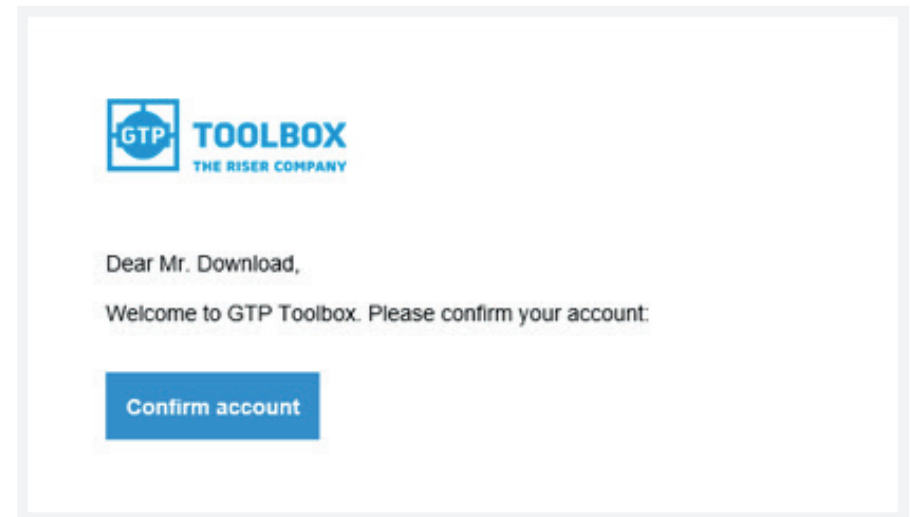 GTP
TOOLBOX
THE RISER COMPANY
Dear Mr. Download,
Welcome to GTP Toolbox. Please confirm your account:
Confirm account